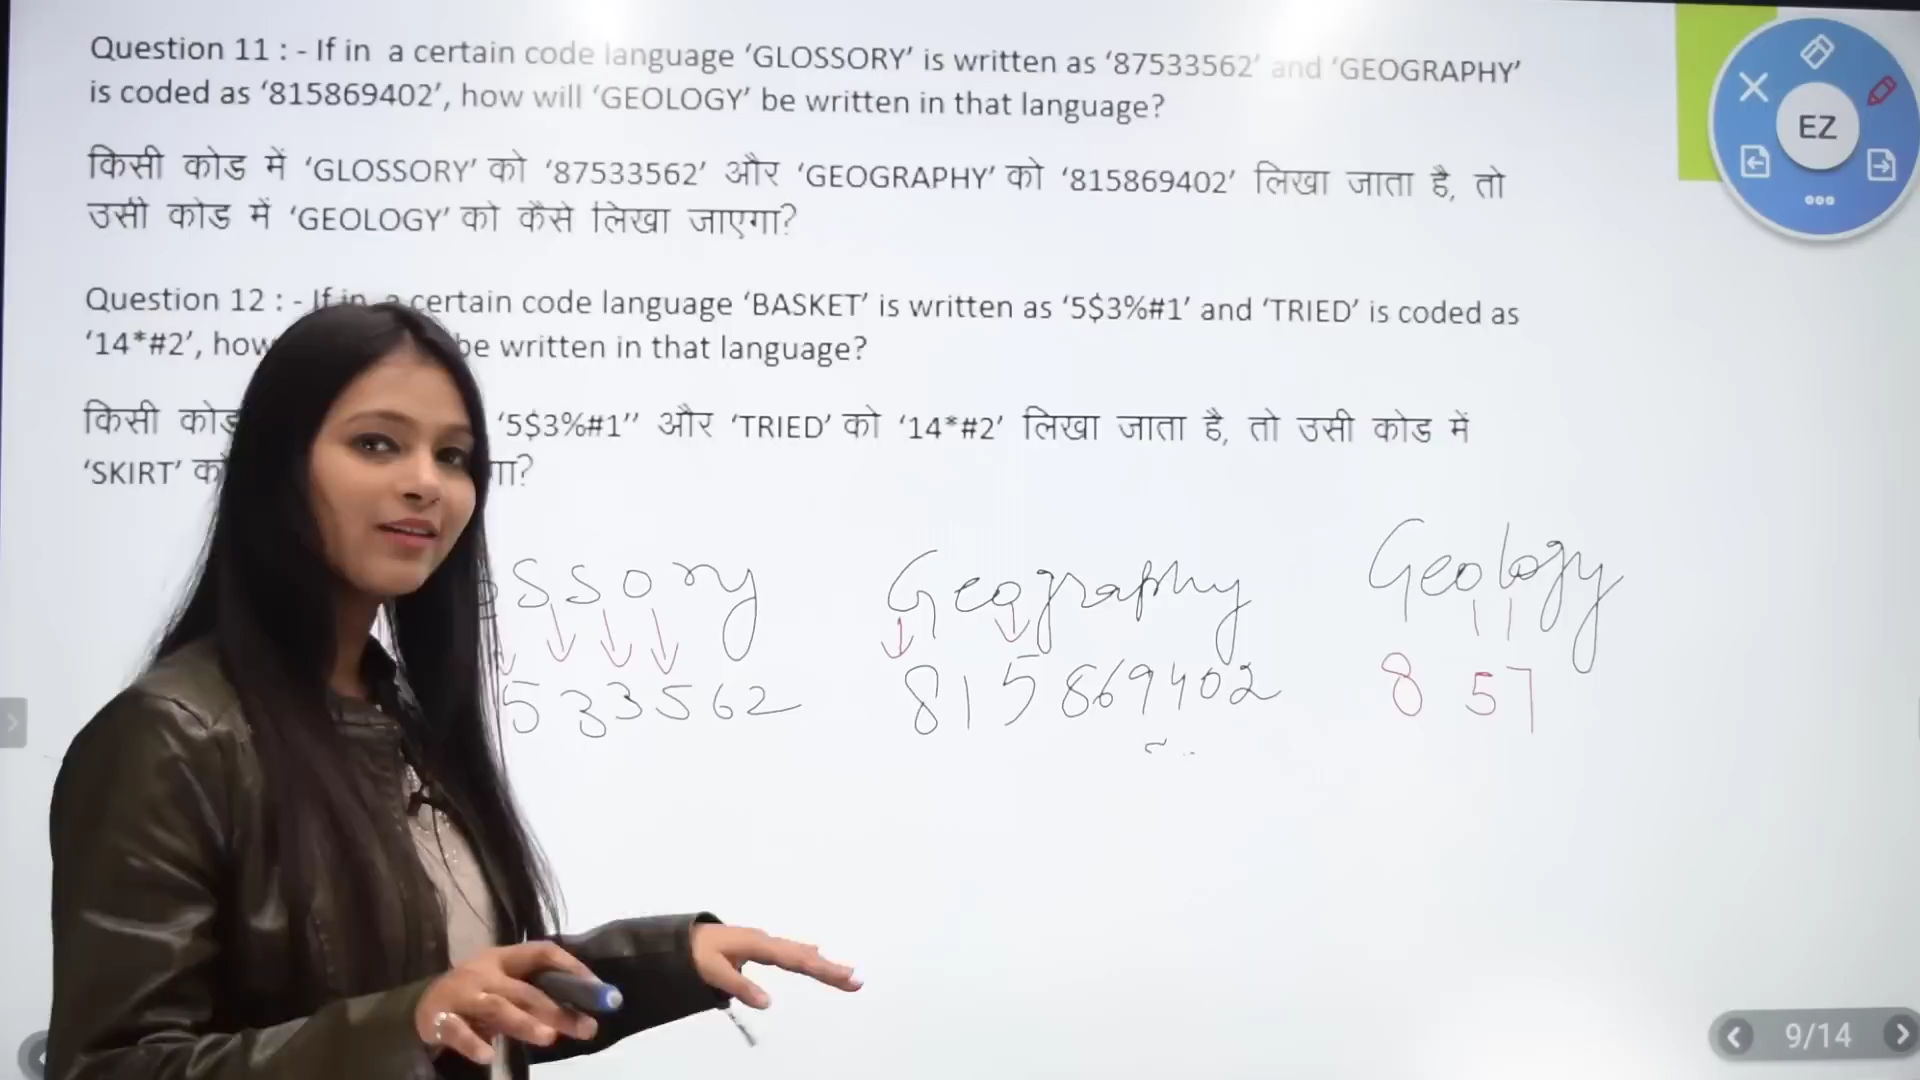 Question 11 : - If in a certain code language ‘GLOSSORY’ is written as ‘87533562’ and ‘GEOGRAPHY’
is coded as ‘815869402’, how will ‘GEOLOGY’ be written in that language?
किसी कोड में ‘GLOSSORY’ को ‘87533562’ और ‘GEOGRAPHY’ को ‘815869402’ लिखा जाता है, तो
उसी कोड में ‘GEOLOGY’ को कैसे लिखा जाएगा?
Question 12 : - If in a certain code language ‘BASKET’ is written as ‘5$3%#1’ and ‘TRIED’ is coded as
‘14*#2’, how be written in that language?
किसी कोड ‘5$3%#1’’ और ‘TRIED’ को ‘14*#2’ लिखा जाता है, तो उसी कोड में
‘SKIRT’ गा?
ssory Geography Geology
533562 815869402 8 57
EZ
9/14